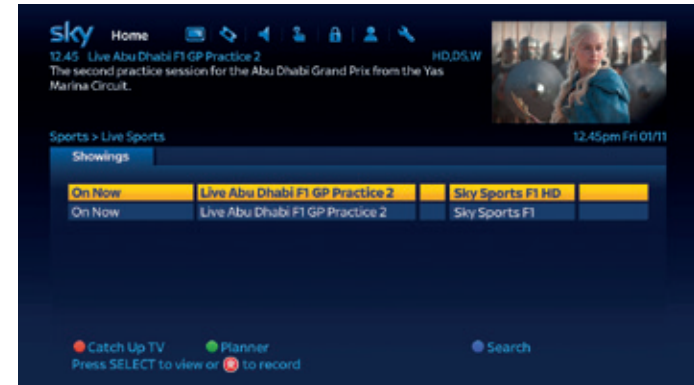 sky Home
12.45 Live Abu Dhabi F1 GP Practice 2 HD,DS,W
The second practice session for the Abu Dhabi Grand Prix from the Yas
Marina Circuit.
Sports > Live Sports 12.45pm Fri 01/11
Showings
On Now Live Abu Dhabi F1 GP Practice 2 Sky Sports F1 HD
On Now Live Abu Dhabi F1 GP Practice 2 Sky Sports F1
Catch Up TV Planner Search
Press SELECT to view or R to record